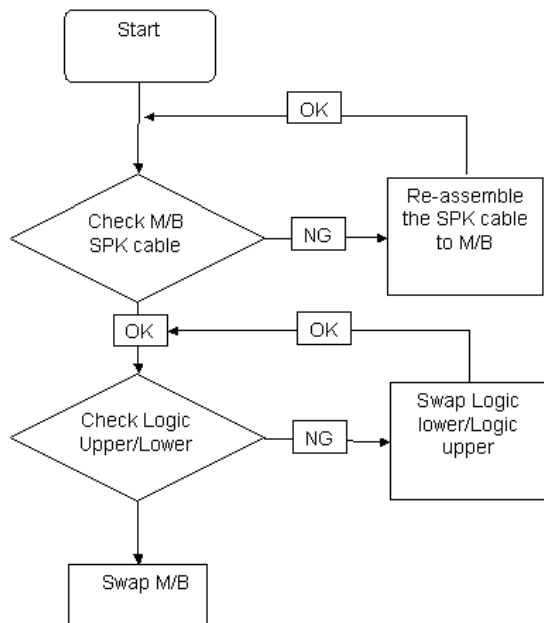 Start
OK
Check M/B
SPK cable
NG
Re-assemble
the SPK cable
to M/B
OK
OK
Check Logic
Upper/Lower
NG
Swap Logic
lower/Logic
upper
Swap M/B